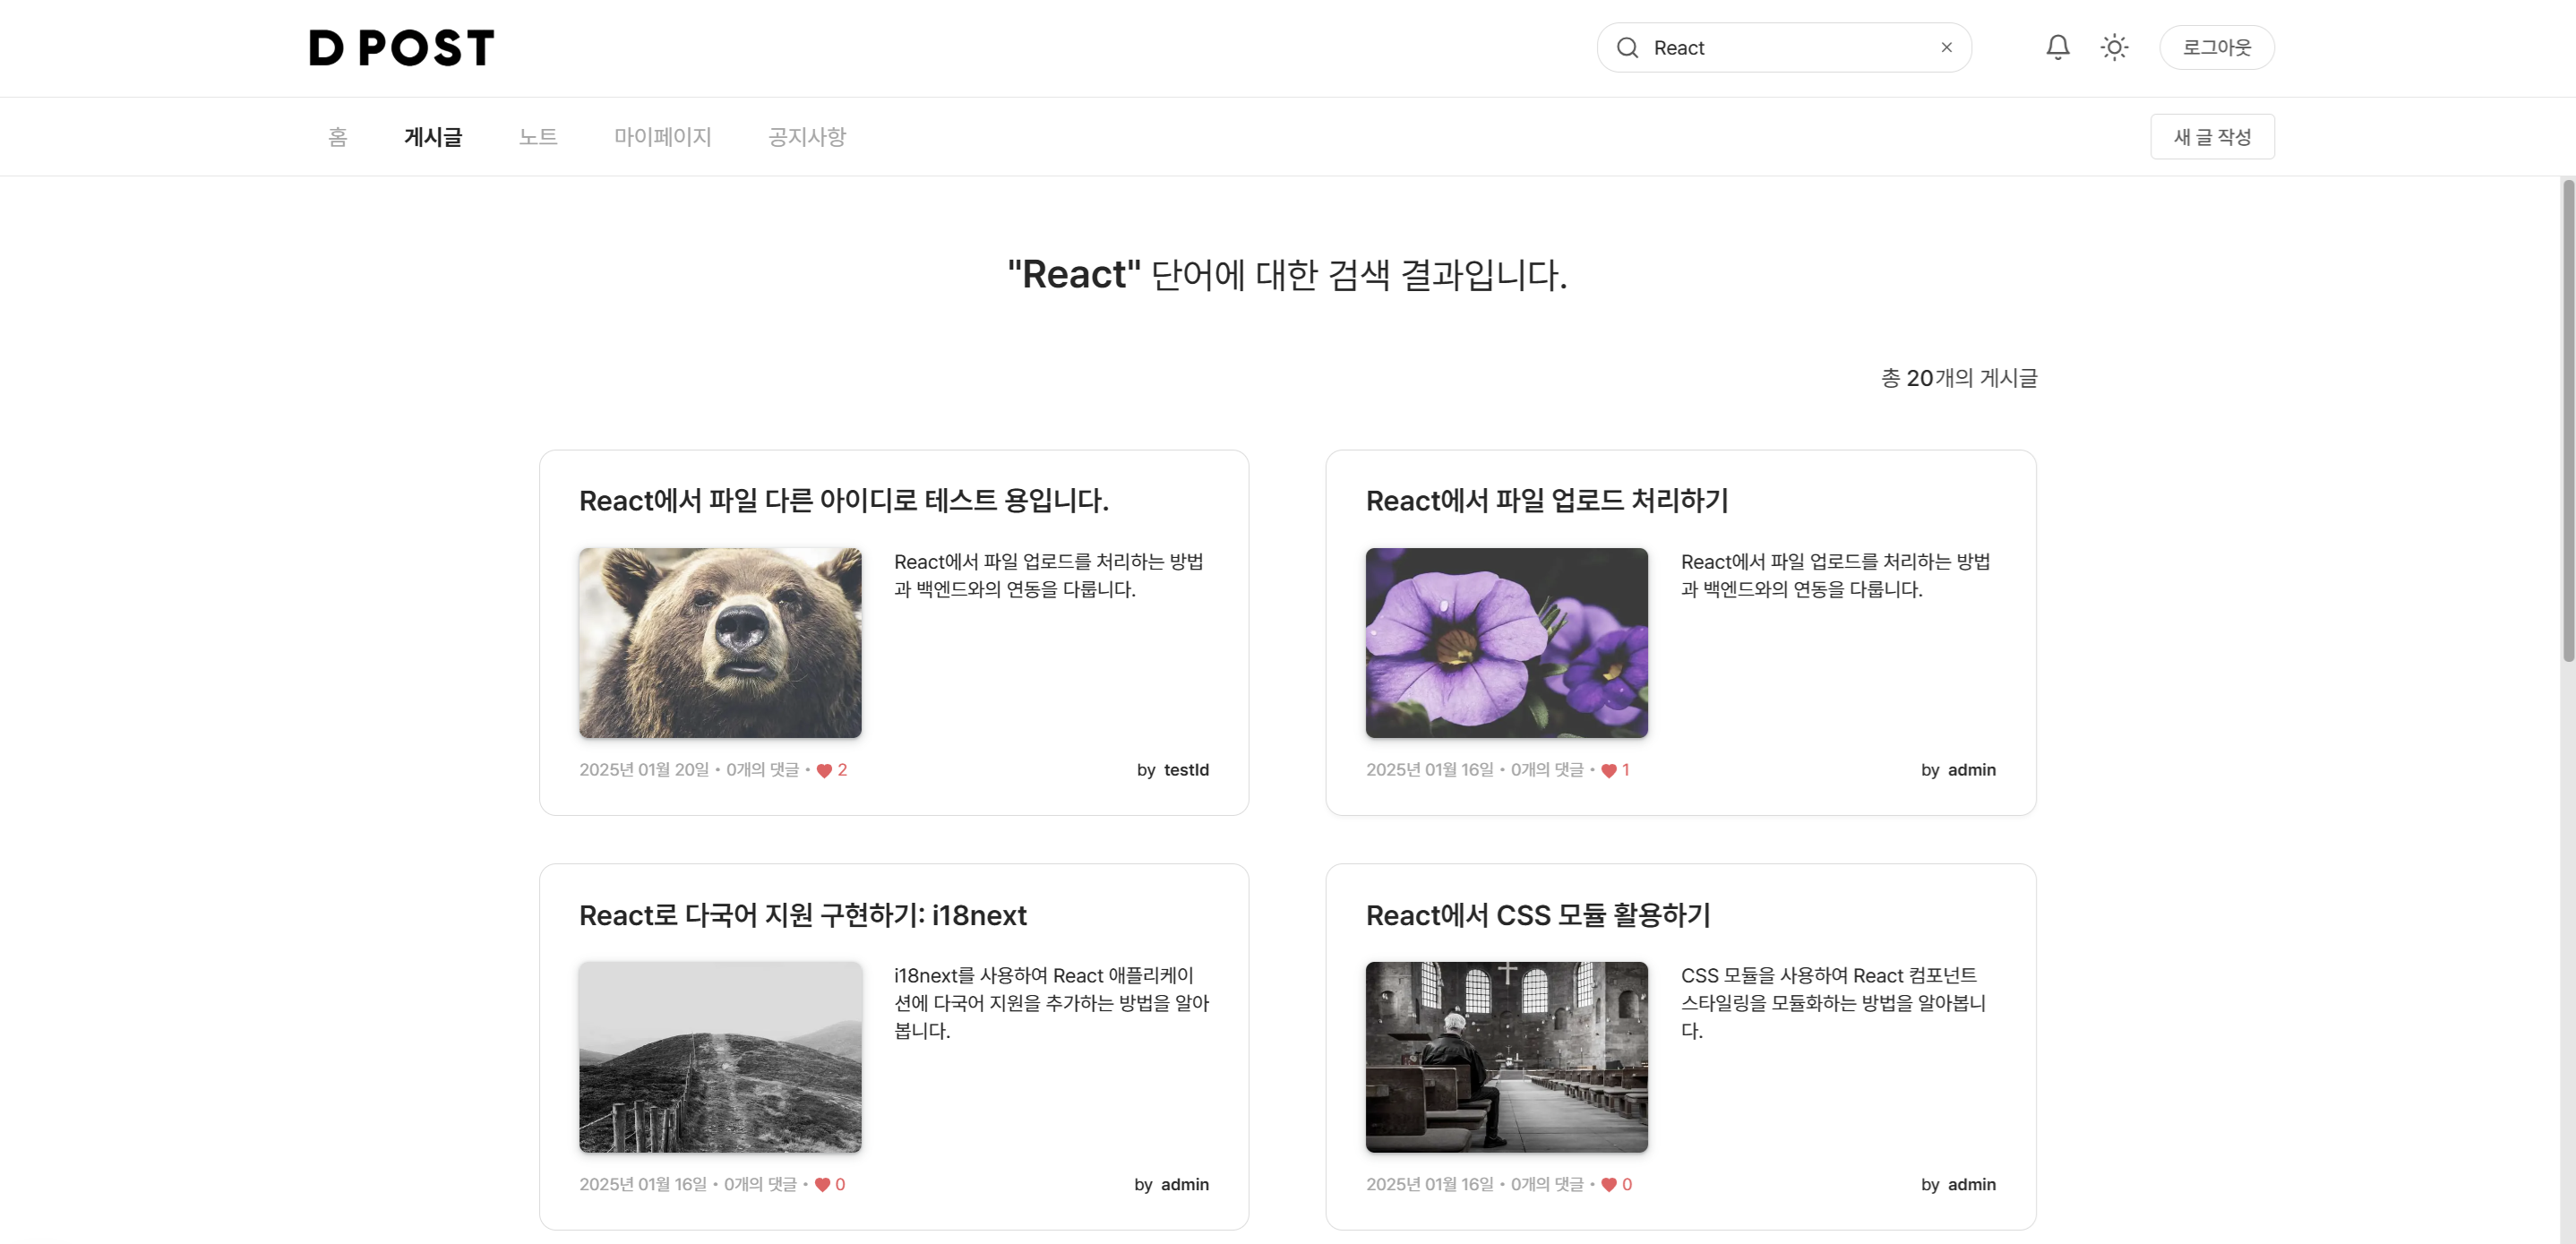 D POST
React
로그아웃
홈
게시글
노트
마이페이지
공지사항
새 글 작성
"React" 단어에 대한 검색 결과입니다.
총 20개의 게시글
React에서 파일 다른 아이디로 테스트 용입니다.
React에서 파일 업로드를 처리하는 방법
과 백엔드와의 연동을 다룹니다.
2025년 01월 20일 • 0개의 댓글 • 2
by testId
React에서 파일 업로드 처리하기
React에서 파일 업로드를 처리하는 방법
과 백엔드와의 연동을 다룹니다.
2025년 01월 16일 • 0개의 댓글 • 1
by admin
React로 다국어 지원 구현하기: i18next
i18next를 사용하여 React 애플리케이
션에 다국어 지원을 추가하는 방법을 알아
봅니다.
2025년 01월 16일 • 0개의 댓글 • 0
by admin
React에서 CSS 모듈 활용하기
CSS 모듈을 사용하여 React 컴포넌트
스타일링을 모듈화하는 방법을 알아봅니
다.
2025년 01월 16일 • 0개의 댓글 • 0
by admin